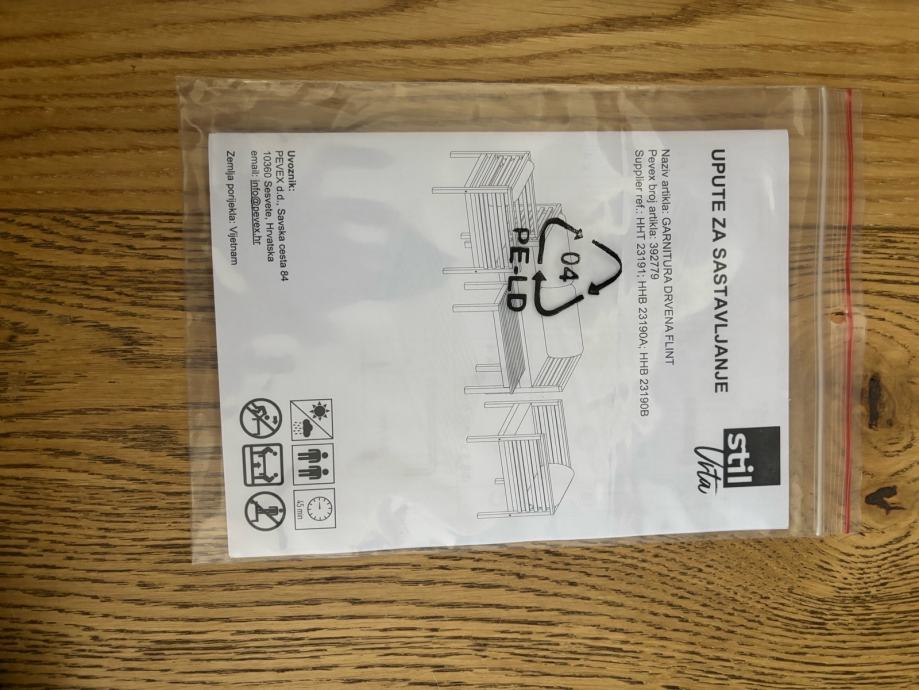 UPUTE ZA SASTAVLJANJE
stil
Vrta
Naziv artikla: GARNITURA DRVENA FLINT
Pevex broj artikla: 392779
Supplier ref.: HHT 23191; HHB 23190A; HHB 23190B
04
PE-LD
45 min
Uvoznik:
PEVEX d.d., Savska cesta 84
10360 Sesvete, Hrvatska
email: info@pevex.hr
Zemlja porijekla: Vijetnam